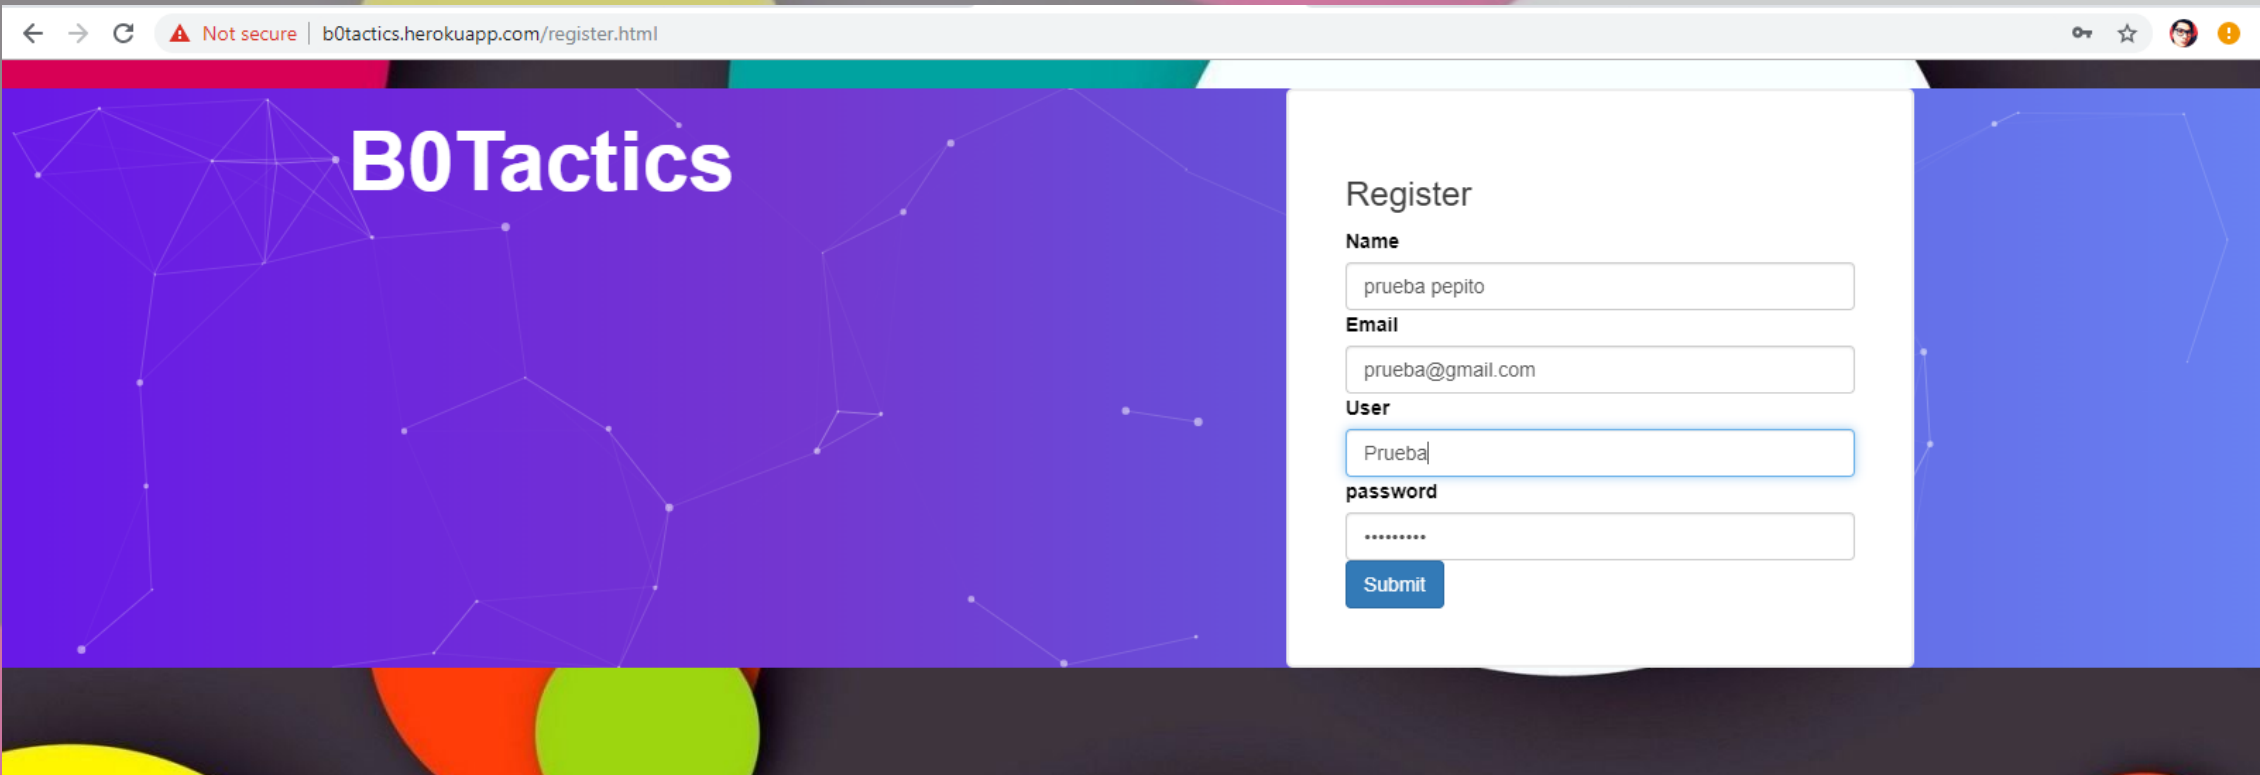 Not secure b0tactics.herokuapp.com/register.html
B0Tactics
Register
Name
prueba pepito
Email
prueba@gmail.com
User
Prueba
password
•••••••••
Submit